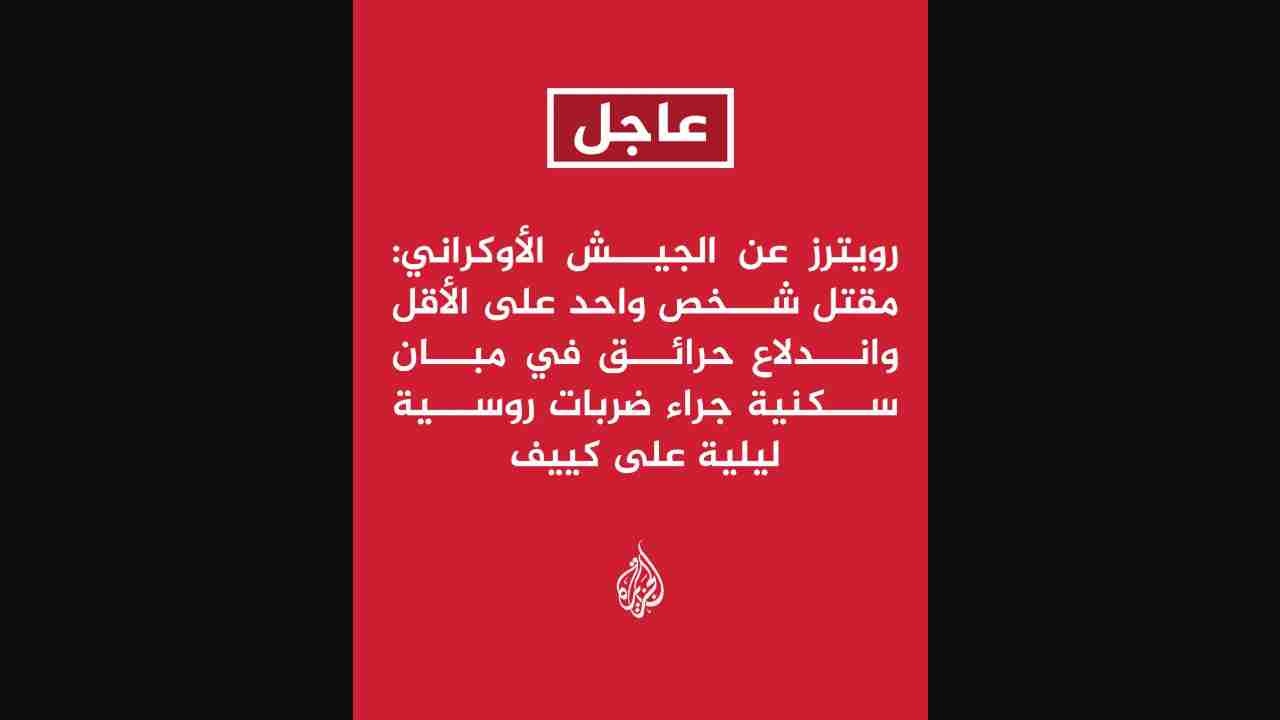 عاجل
رويترز عن الجيش الأوكراني:
مقتل شخص واحد على الأقل
واندلاع حرائق في مبان
سكنية جراء ضربات روسية
ليلية على كييف
الجزيرة